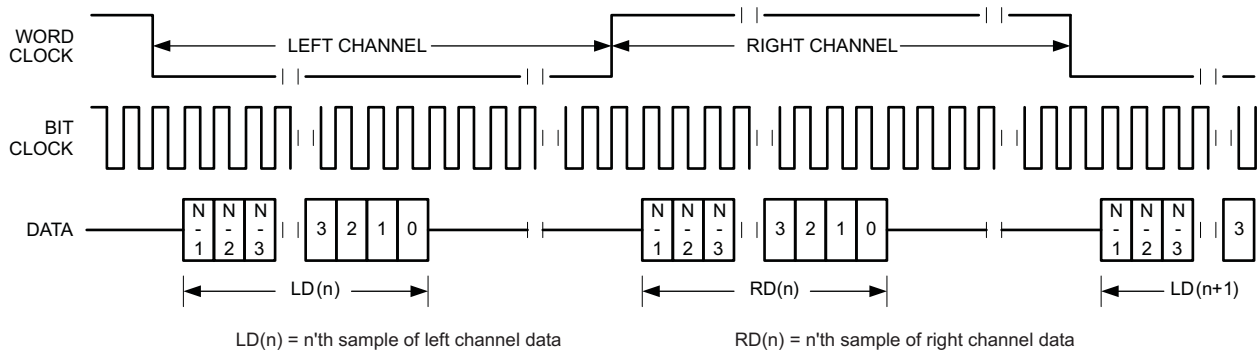 WORD
CLOCK
LEFT CHANNEL
RIGHT CHANNEL
BIT
CLOCK
DATA
N-1 N-2 N-3 3 2 1 0
N-1 N-2 N-3 3 2 1 0
N-1 N-2 N-3 3
LD(n)
RD(n)
LD(n+1)
LD(n) = n'th sample of left channel data
RD(n) = n'th sample of right channel data